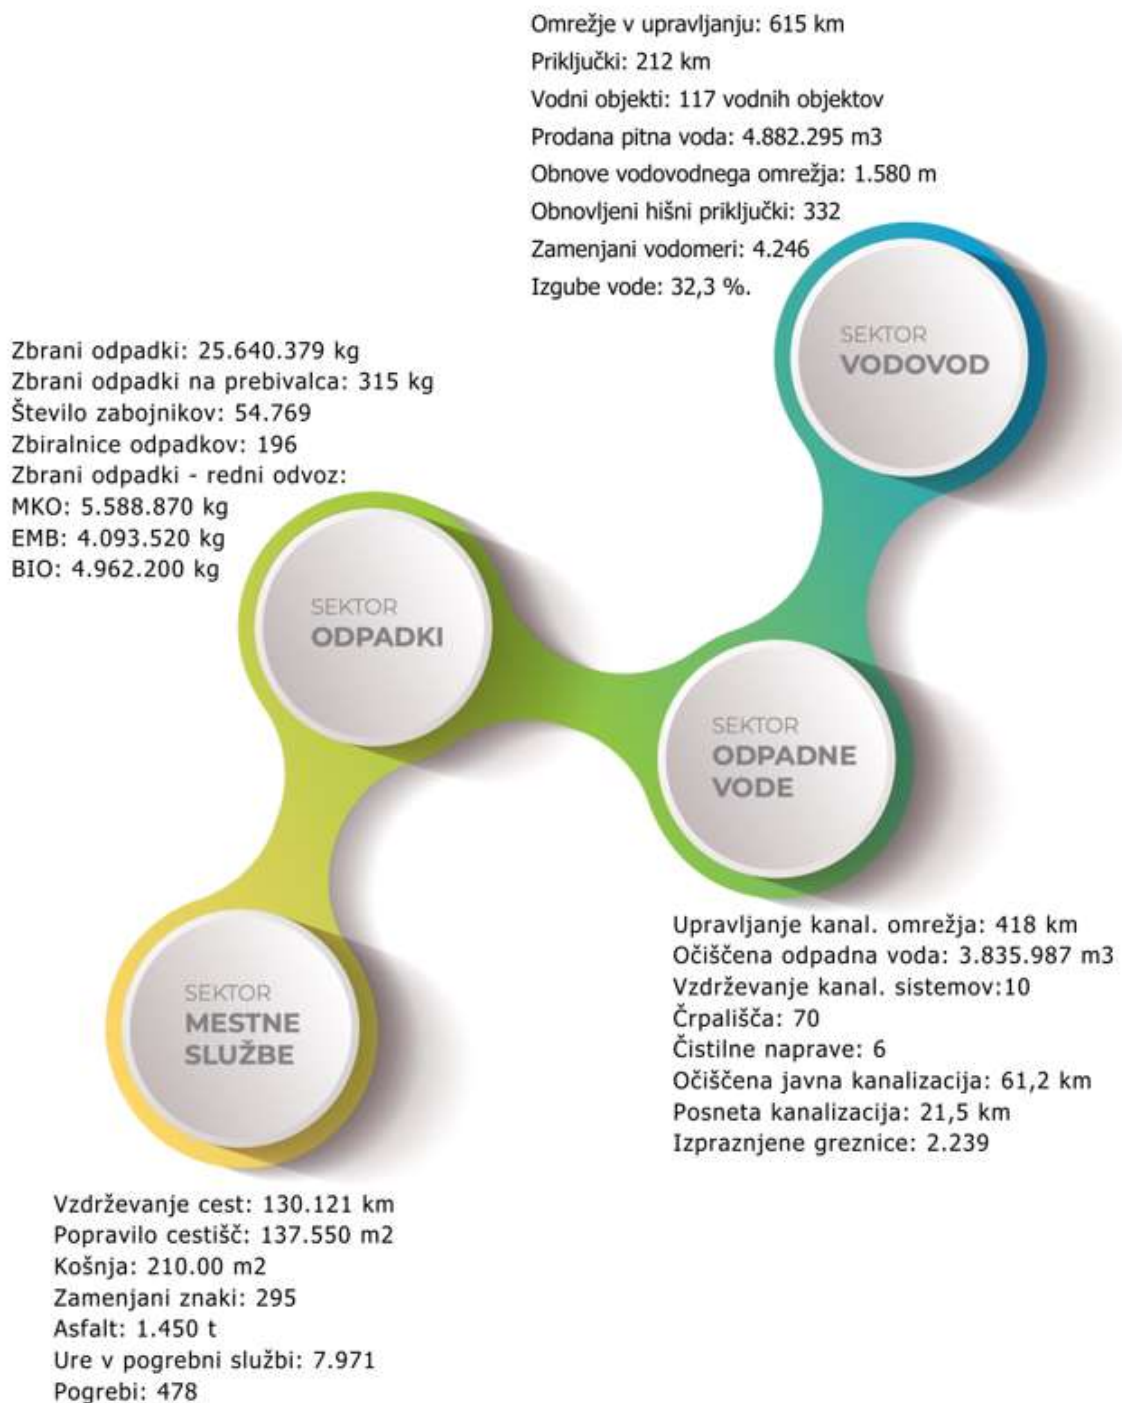 Omrežje v upravljanju: 615 km
Priključki: 212 km
Vodni objekti: 117 vodnih objektov
Prodana pitna voda: 4.882.295 m3
Obnove vodovodnega omrežja: 1.580 m
Obnovljeni hišni priključki: 332
Zamenjani vodomeri: 4.246
Izgube vode: 32,3 %.
SEKTOR
VODOVOD
Zbrani odpadki: 25.640.379 kg
Zbrani odpadki na prebivalca: 315 kg
Število zabojnikov: 54.769
Zbiralnice odpadkov: 196
Zbrani odpadki - redni odvoz:
MKO: 5.588.870 kg
EMB: 4.093.520 kg
BIO: 4.962.200 kg
SEKTOR
ODPADKI
SEKTOR
ODPADNE
VODE
Upravljanje kanal. omrežja: 418 km
Očiščena odpadna voda: 3.835.987 m3
Vzdrževanje kanal. sistemov:10
Črpališča: 70
Čistilne naprave: 6
Očiščena javna kanalizacija: 61,2 km
Posneta kanalizacija: 21,5 km
Izpraznjene greznice: 2.239
SEKTOR
MESTNE
SLUŽBE
Vzdrževanje cest: 130.121 km
Popravilo cestišč: 137.550 m2
Košnja: 210.00 m2
Zamenjani znaki: 295
Asfalt: 1.450 t
Ure v pogrebni službi: 7.971
Pogrebi: 478